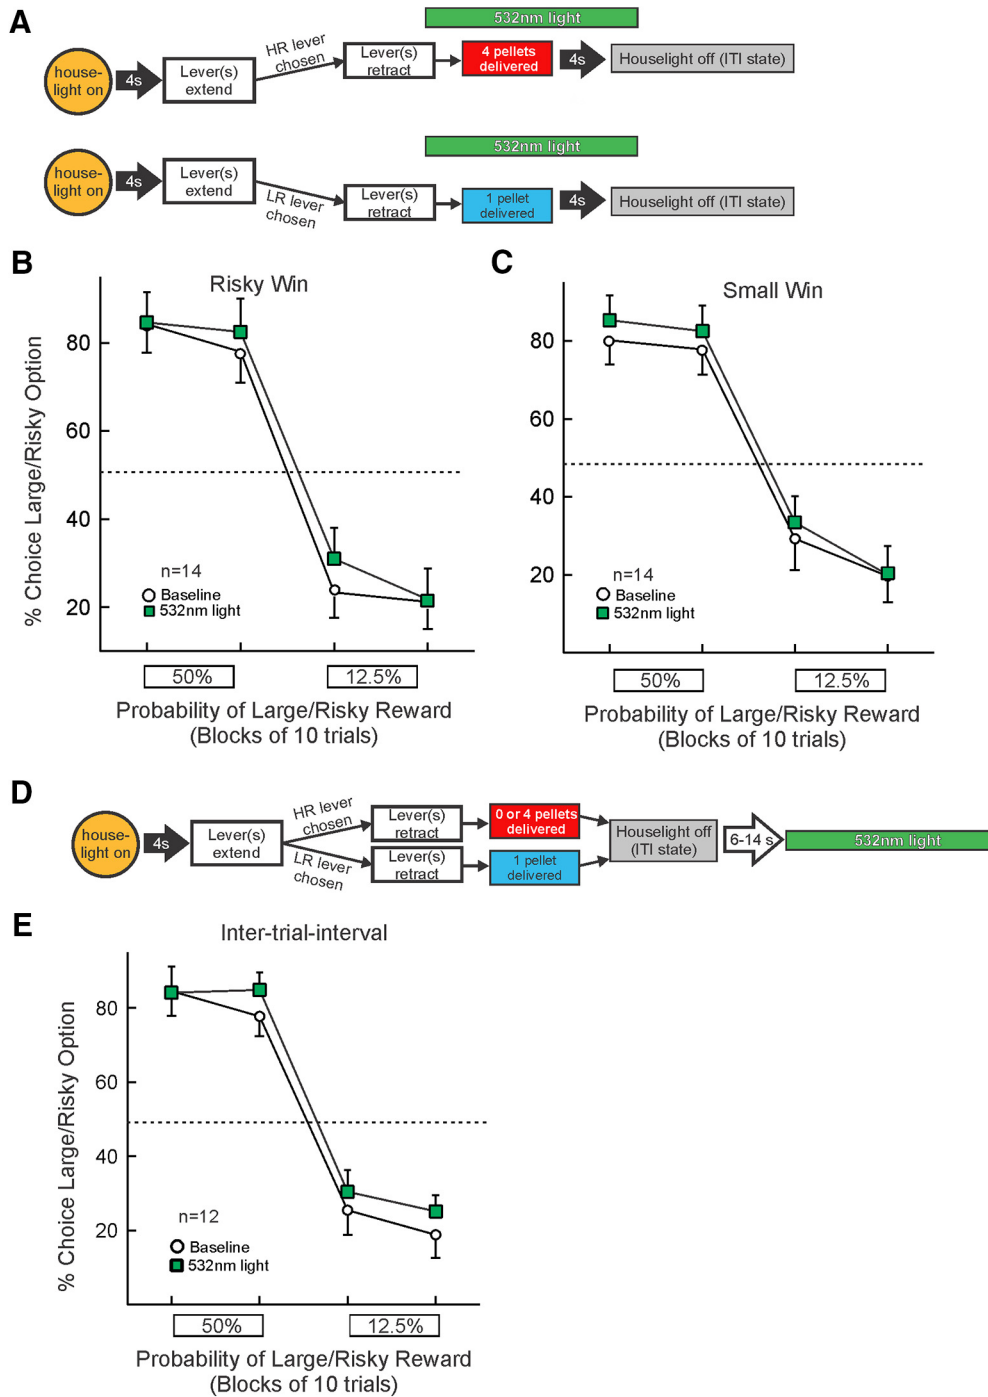 A
532nm light
house-
light on
4s
Lever(s)
extend
HR lever
chosen
Lever(s)
retract
4 pellets
delivered
4s
Houselight off (ITI state)
532nm light
house-
light on
4s
Lever(s)
extend
LR lever
chosen
Lever(s)
retract
1 pellet
delivered
4s
Houselight off (ITI state)
B
Risky Win
% Choice Large/Risky Option
80
60
40
20
n=14
Baseline
532nm light
50%
12.5%
Probability of Large/Risky Reward
(Blocks of 10 trials)
C
Small Win
80
60
40
20
n=14
Baseline
532nm light
50%
12.5%
Probability of Large/Risky Reward
(Blocks of 10 trials)
D
house-
light on
4s
Lever(s)
extend
HR lever
chosen
LR lever
chosen
Lever(s)
retract
Lever(s)
retract
0 or 4 pellets
delivered
1 pellet
delivered
Houselight off
(ITI state)
6-14 s
532nm light
E
Inter-trial-interval
% Choice Large/Risky Option
80
60
40
20
n=12
Baseline
532nm light
50%
12.5%
Probability of Large/Risky Reward
(Blocks of 10 trials)